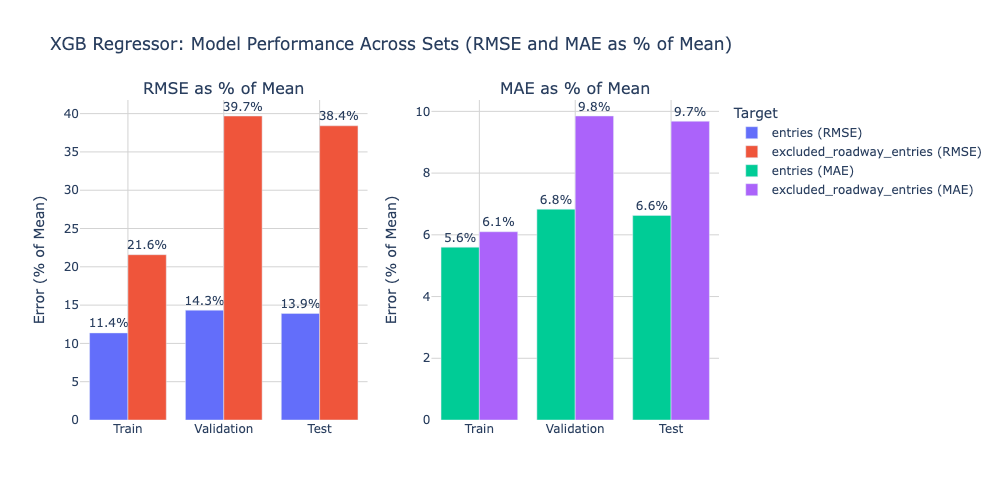 XGB Regressor: Model Performance Across Sets (RMSE and MAE as % of Mean)
RMSE as % of Mean
Error (% of Mean)
40
35
30
25
20
15
10
5
0
11.4%
21.6%
14.3%
39.7%
13.9%
38.4%
Train
Validation
Test
MAE as % of Mean
Error (% of Mean)
10
8
6
4
2
0
5.6%
6.1%
6.8%
9.8%
6.6%
9.7%
Train
Validation
Test
Target
entries (RMSE)
excluded_roadway_entries (RMSE)
entries (MAE)
excluded_roadway_entries (MAE)